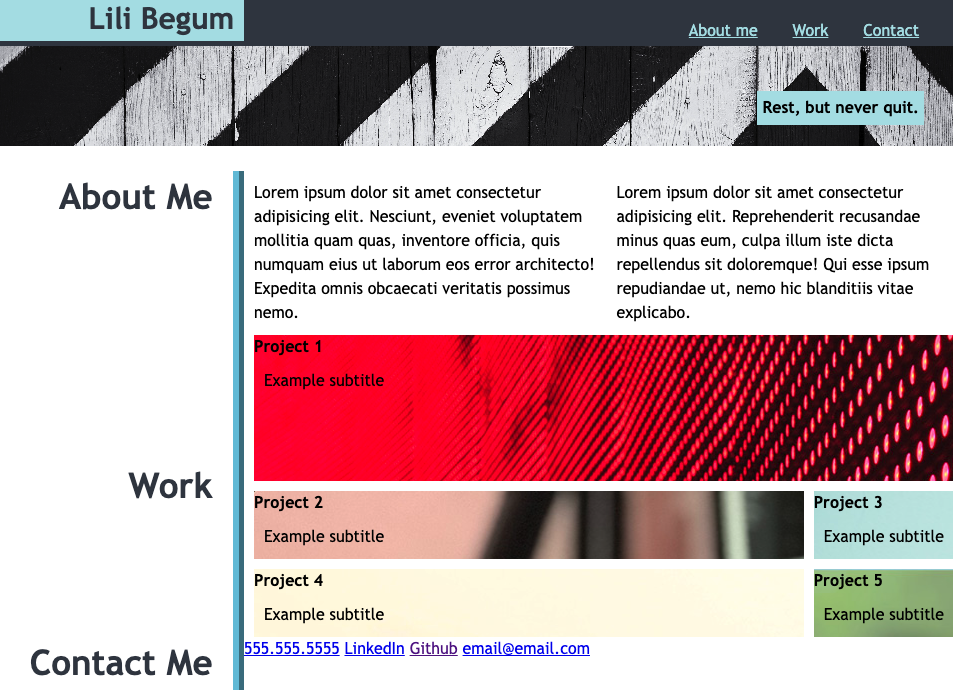 Lili Begum
About me Work Contact
Rest, but never quit.
About Me
Lorem ipsum dolor sit amet consectetur
adipisicing elit. Nesciunt, eveniet voluptatem
mollitia quam quas, inventore officia, quis
numquam eius ut laborum eos error architecto!
Expedita omnis obcaecati veritatis possimus
nemo.
Lorem ipsum dolor sit amet consectetur
adipisicing elit. Reprehenderit recusandae
minus quas eum, culpa illum iste dicta
repellendus sit doloremque! Qui esse ipsum
repudiandae ut, nemo hic blanditiis vitae
explicabo.
Work
Project 1
Example subtitle
Project 2
Example subtitle
Project 3
Example subtitle
Project 4
Example subtitle
Project 5
Example subtitle
Contact Me
555.555.5555 LinkedIn Github email@email.com